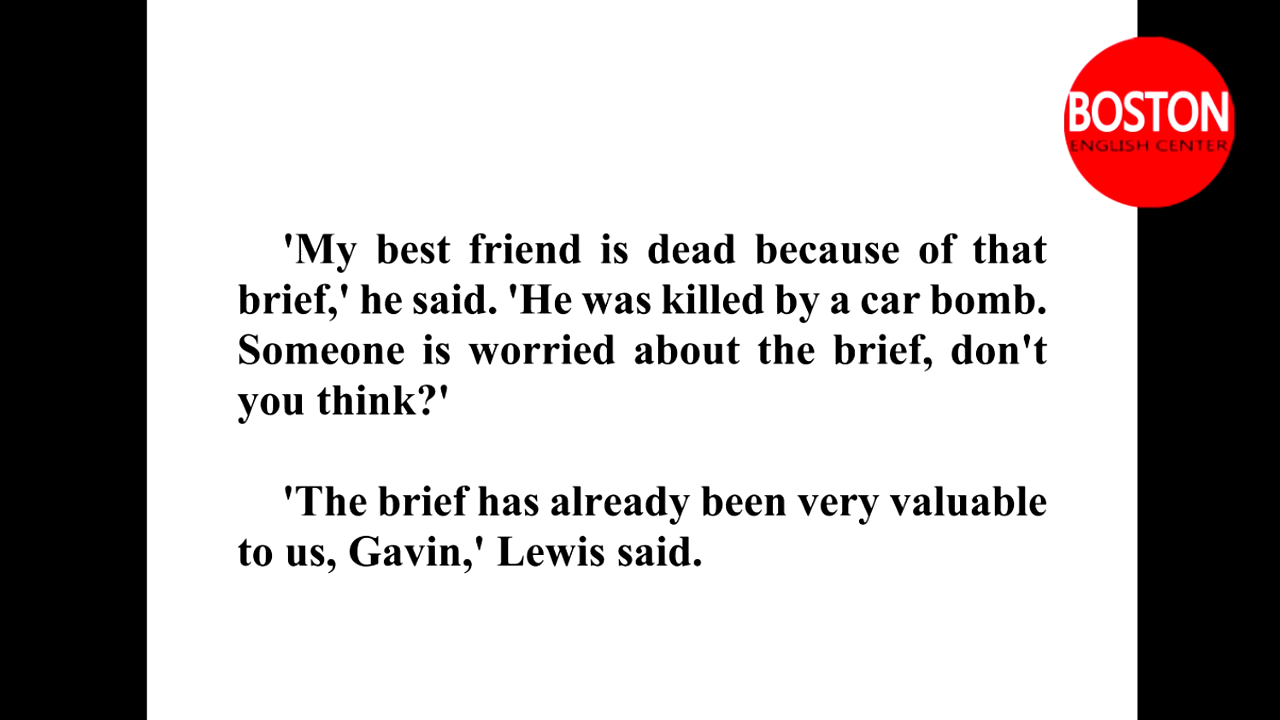 BOSTON
ENGLISH CENTER
'My best friend is dead because of that
brief,' he said. 'He was killed by a car bomb.
Someone is worried about the brief, don't
you think?'
'The brief has already been very valuable
to us, Gavin,' Lewis said.